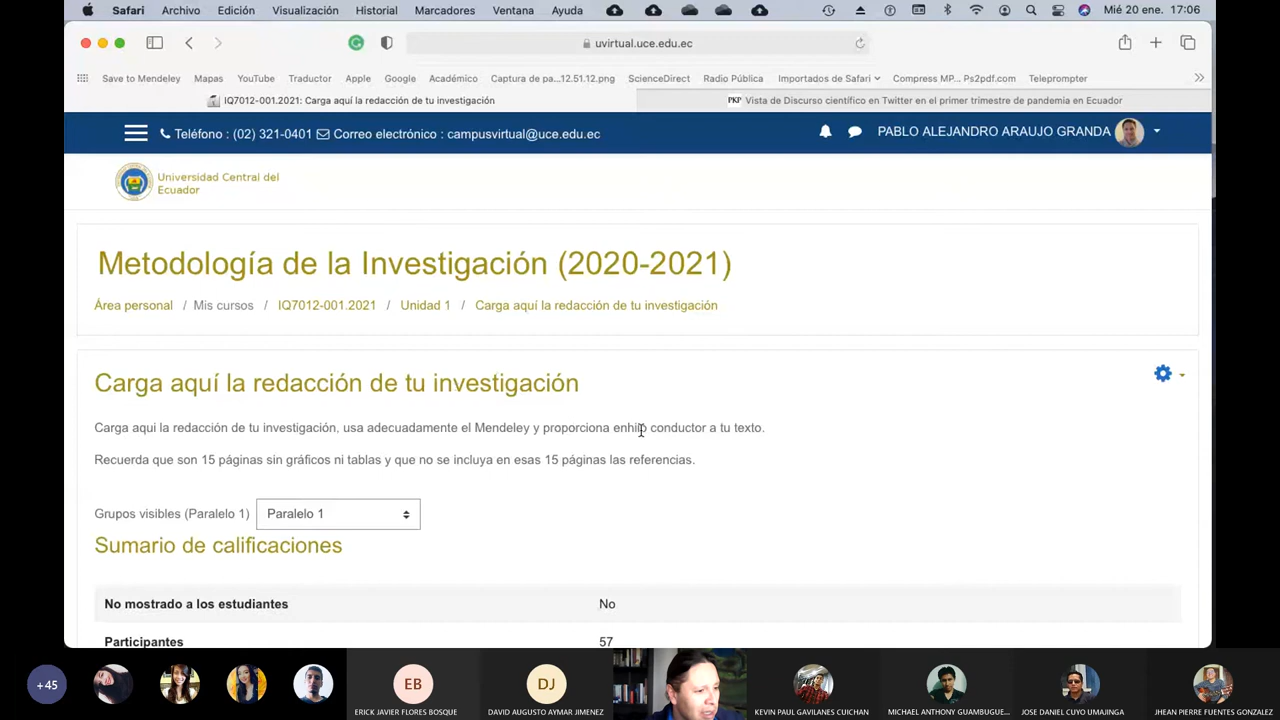 Safari Archivo Edición Visualización Historial Marcadores Ventana Ayuda Mié 20 ene. 17:06
uvirtual.uce.edu.ec
Save to Mendeley Mapas YouTube Traductor Apple Google Académico Captura de pa...12.51.12.png ScienceDirect Radio Pública Importados de Safari Compress MP... Ps2pdf.com Teleprompter
IQ7012-001.2021: Carga aquí la redacción de tu investigación PKP Vista de Discurso científico en Twitter en el primer trimestre de pandemia en Ecuador
Teléfono : (02) 321-0401 Correo electrónico : campusvirtual@uce.edu.ec PABLO ALEJANDRO ARAUJO GRANDA
Universidad Central del
Ecuador
Metodología de la Investigación (2020-2021)
Área personal / Mis cursos / IQ7012-001.2021 / Unidad 1 / Carga aquí la redacción de tu investigación
Carga aquí la redacción de tu investigación
Carga aqui la redacción de tu investigación, usa adecuadamente el Mendeley y proporciona enhilo conductor a tu texto.
Recuerda que son 15 páginas sin gráficos ni tablas y que no se incluya en esas 15 páginas las referencias.
Grupos visibles (Paralelo 1) Paralelo 1
Sumario de calificaciones
No mostrado a los estudiantes No
Participantes 57
+45 EB DJ
ERICK JAVIER FLORES BOSQUE DAVID AUGUSTO AYMAR JIMENEZ KEVIN PAUL GAVILANES CUICHAN MICHAEL ANTHONY GUAMBUGUE... JOSE DANIEL CUYO UMAJINGA JHEAN PIERRE FUENTES GONZALEZ